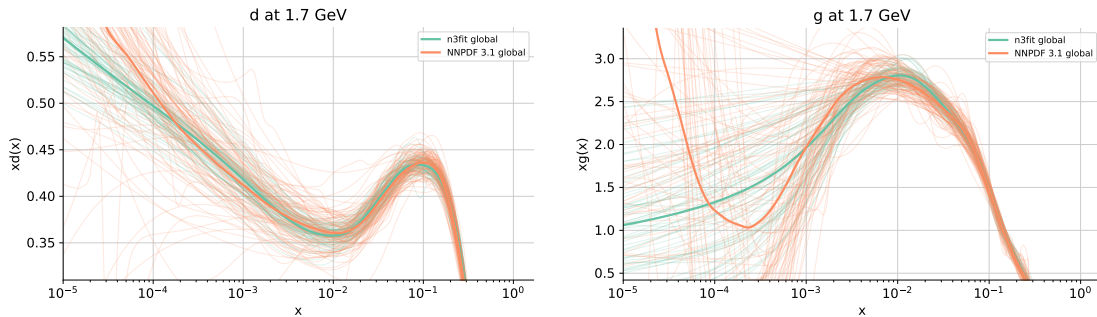 d at 1.7 GeV
n3fit global
NNPDF 3.1 global
0.55
0.50
0.45
0.40
0.35
xd(x)
10⁻⁵
10⁻⁴
10⁻³
10⁻²
10⁻¹
10⁰
x
g at 1.7 GeV
n3fit global
NNPDF 3.1 global
3.0
2.5
2.0
1.5
1.0
0.5
xg(x)
10⁻⁵
10⁻⁴
10⁻³
10⁻²
10⁻¹
10⁰
x